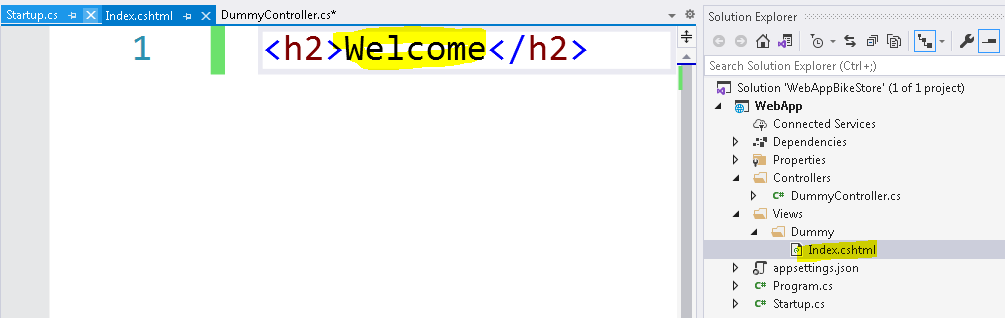 Startup.cs Index.cshtml DummyController.cs*
1 <h2>Welcome</h2>
Solution Explorer
Search Solution Explorer (Ctrl+;)
Solution 'WebAppBikeStore' (1 of 1 project)
WebApp
Connected Services
Dependencies
Properties
Controllers
C# DummyController.cs
Views
Dummy
Index.cshtml
appsettings.json
C# Program.cs
C# Startup.cs